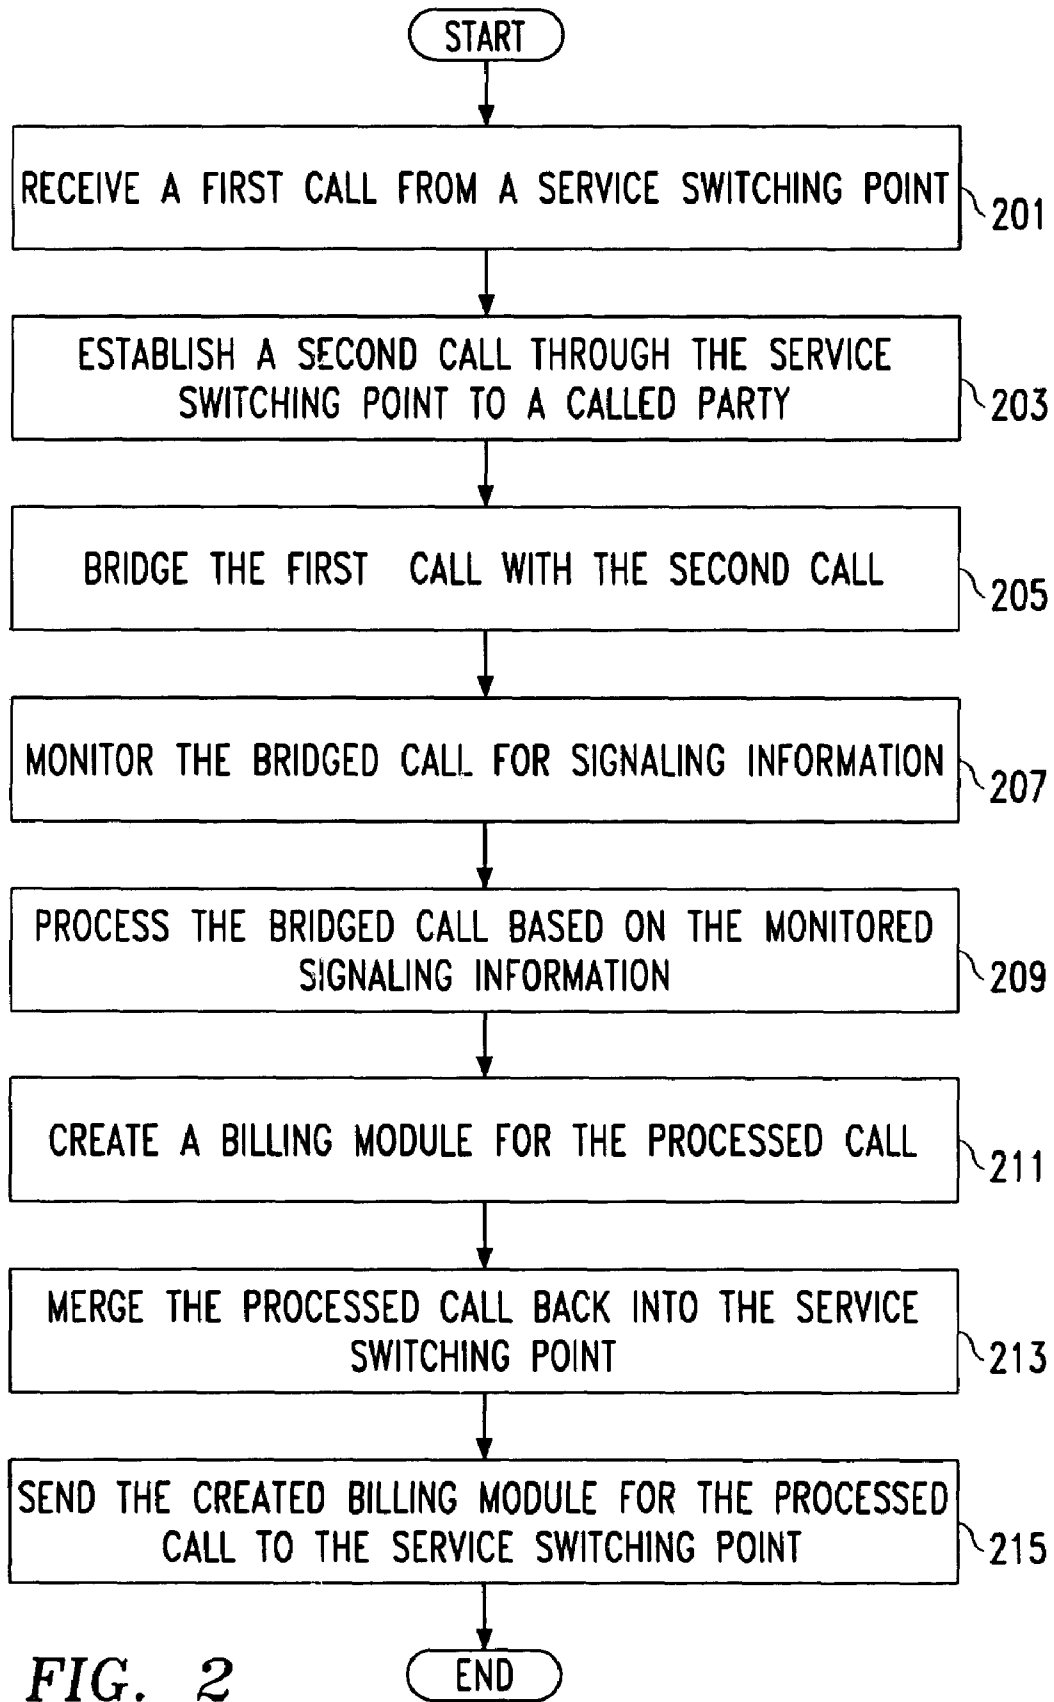 START
RECEIVE A FIRST CALL FROM A SERVICE SWITCHING POINT
201
ESTABLISH A SECOND CALL THROUGH THE SERVICE
SWITCHING POINT TO A CALLED PARTY
203
BRIDGE THE FIRST CALL WITH THE SECOND CALL
205
MONITOR THE BRIDGED CALL FOR SIGNALING INFORMATION
207
PROCESS THE BRIDGED CALL BASED ON THE MONITORED
SIGNALING INFORMATION
209
CREATE A BILLING MODULE FOR THE PROCESSED CALL
211
MERGE THE PROCESSED CALL BACK INTO THE SERVICE
SWITCHING POINT
213
SEND THE CREATED BILLING MODULE FOR THE PROCESSED
CALL TO THE SERVICE SWITCHING POINT
215
END
FIG. 2